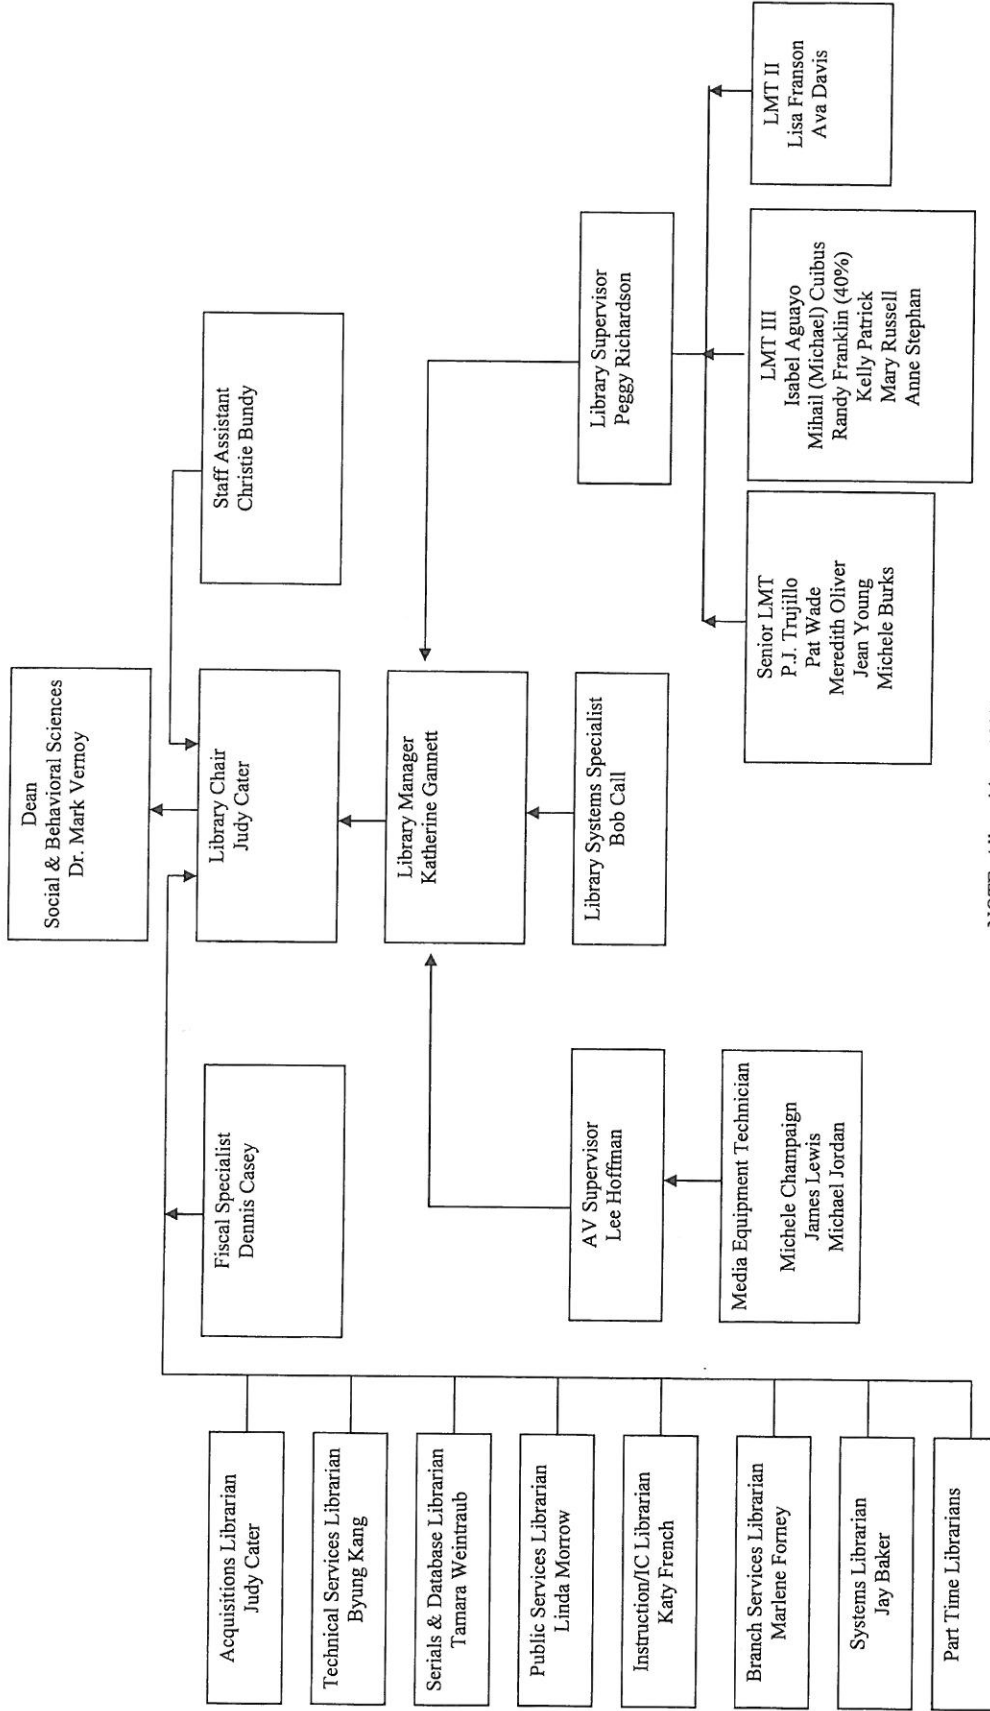 Dean
Social & Behavioral Sciences
Dr. Mark Vernoy
Library Chair
Judy Cater
Staff Assistant
Christie Bundy
Fiscal Specialist
Dennis Casey
Acquisitions Librarian
Judy Cater
Technical Services Librarian
Byung Kang
Serials & Database Librarian
Tamara Weintraub
Public Services Librarian
Linda Morrow
Instruction/IC Librarian
Katy French
Branch Services Librarian
Marlene Forney
Systems Librarian
Jay Baker
Part Time Librarians
Library Manager
Katherine Gannett
Library Systems Specialist
Bob Call
AV Supervisor
Lee Hoffman
Media Equipment Technician
Michele Champaign
James Lewis
Michael Jordan
Library Supervisor
Peggy Richardson
Senior LMT
P.J. Trujillo
Pat Wade
Meredith Oliver
Jean Young
Michele Burks
LMT III
Isabel Aguayo
Mihail (Michael) Cuibus
Randy Franklin (40%)
Kelly Patrick
Mary Russell
Anne Stephan
LMT II
Lisa Franson
Ava Davis